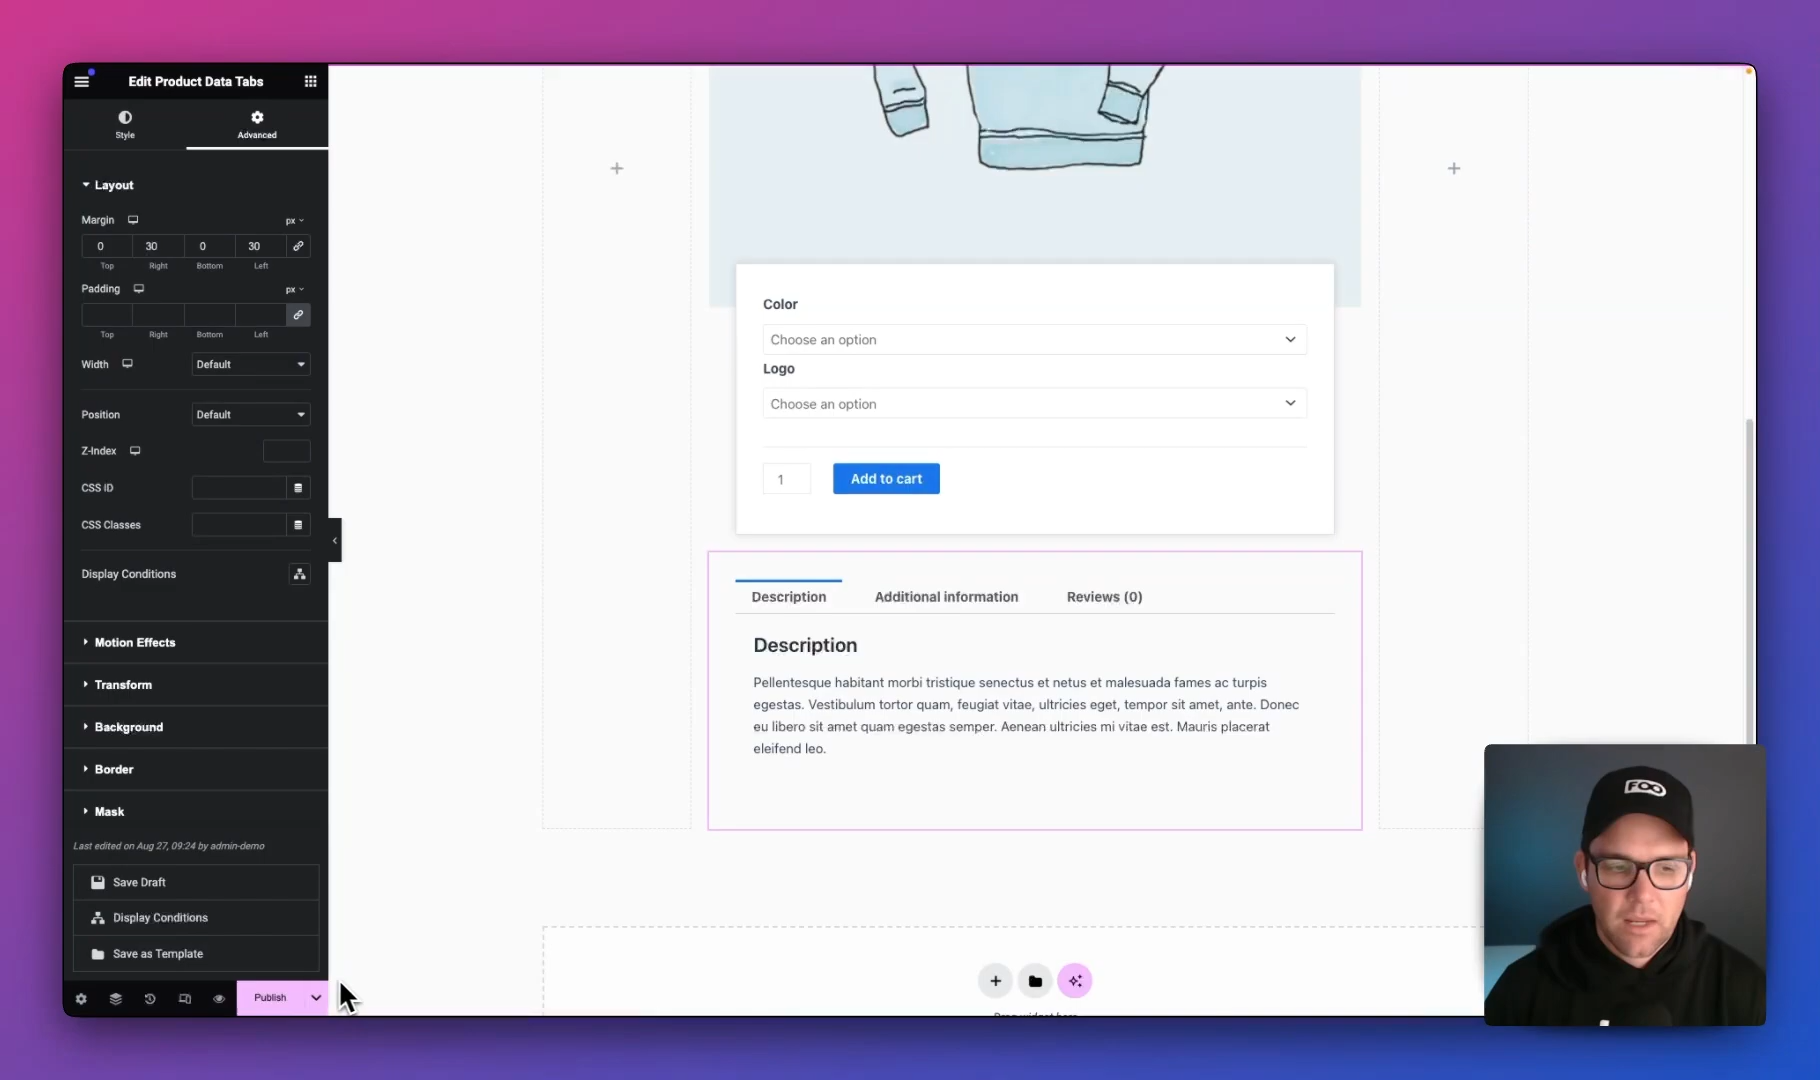 Edit Product Data Tabs
Style
Advanced
Layout
Margin
px
0 30 0 30
Top Right Bottom Left
Padding
px
Top Right Bottom Left
Width Default
Position Default
Z-Index
CSS ID
CSS Classes
Display Conditions
Motion Effects
Transform
Background
Border
Mask
Last edited on Aug 27, 09:24 by admin-demo
Save Draft
Display Conditions
Save as Template
Publish
Color
Choose an option
Logo
Choose an option
1 Add to cart
Description Additional information Reviews (0)
Description
Pellentesque habitant morbi tristique senectus et netus et malesuada fames ac turpis
egestas. Vestibulum tortor quam, feugiat vitae, ultricies eget, tempor sit amet, ante. Donec
eu libero sit amet quam egestas semper. Aenean ultricies mi vitae est. Mauris placerat
eleifend leo.
Drag widget here
FOO